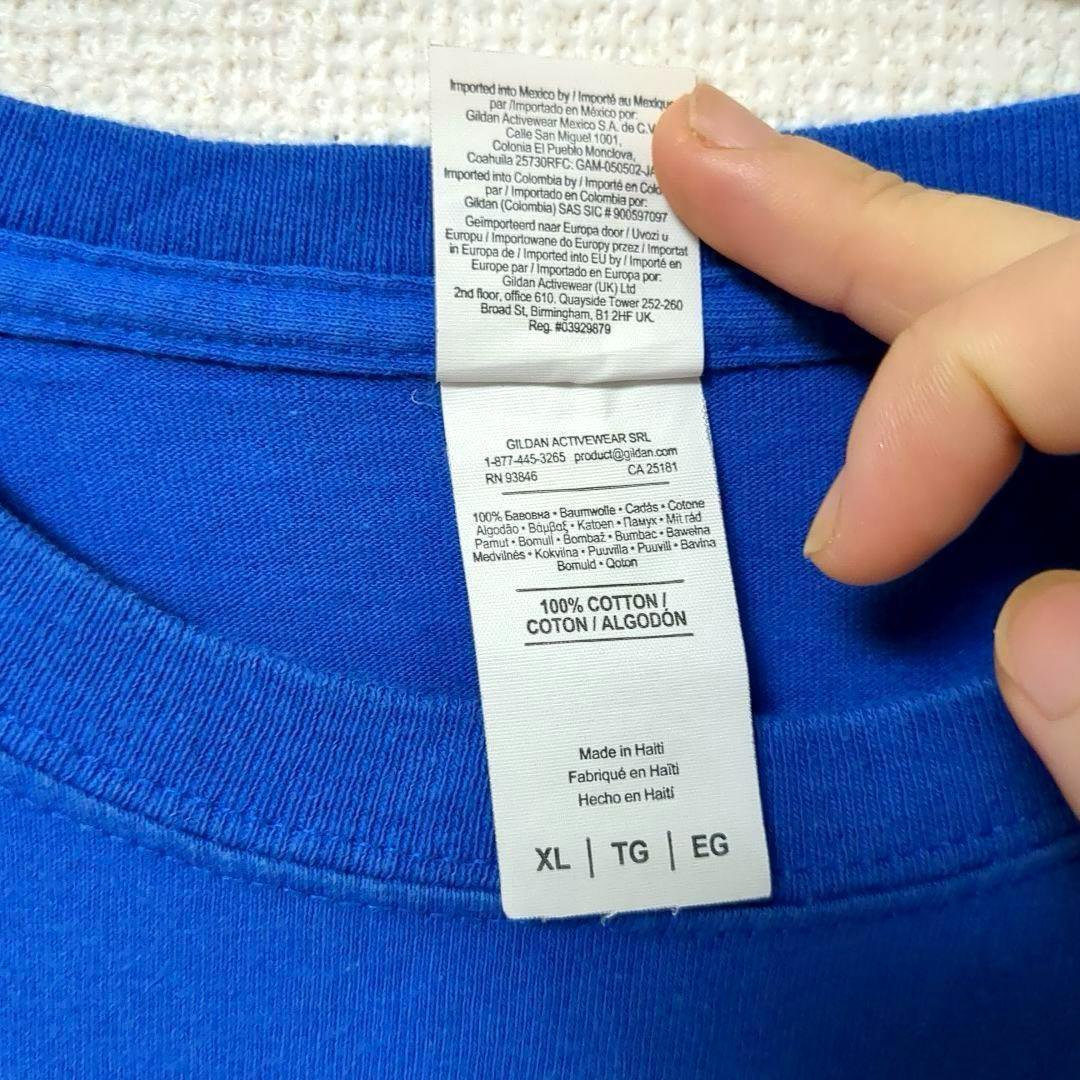 Imported into Mexico by / Importé au Mexique
par /Importado en México por:
Gildan Activewear Mexico S.A. de C.V
Calle San Miguel 1001,
Colonia El Pueblo Monclova,
Coahuila 25730RFC: GAM-050502-
Imported into Colombia by / Importé en Colo
par / Importado en Colombia por:
Gildan (Colombia) SAS SIC # 900597097
Geïmporteerd naar Europa door / Uvozi u
Europu / Importowane do Europy przez / Importat
in Europa de / Imported into EU by / Importé en
Europe par / Importado en Europa por:
Gildan Activewear (UK) Ltd
2nd floor, office 610. Quayside Tower 252-260
Broad St, Birmingham, B1 2HF UK.
Reg. #03929879
GILDAN ACTIVEWEAR SRL
1-877-445-3265 product@gildan.com
RN 93846 CA 25181
100% Бавовна • Baumwolle • Cadás • Cotone
Algodão • Βάμβαξ • Katoen • Памук • Mit rád
Pamut • Bomull • Bombaž • Bumbac • Bawełna
Medvilnės • Kokvilna • Puuvilla • Puuvill • Bavlna
Bomuld • Qoton
100% COTTON /
COTON / ALGODÓN
Made in Haiti
Fabriqué en Haïti
Hecho en Haití
XL | TG | EG